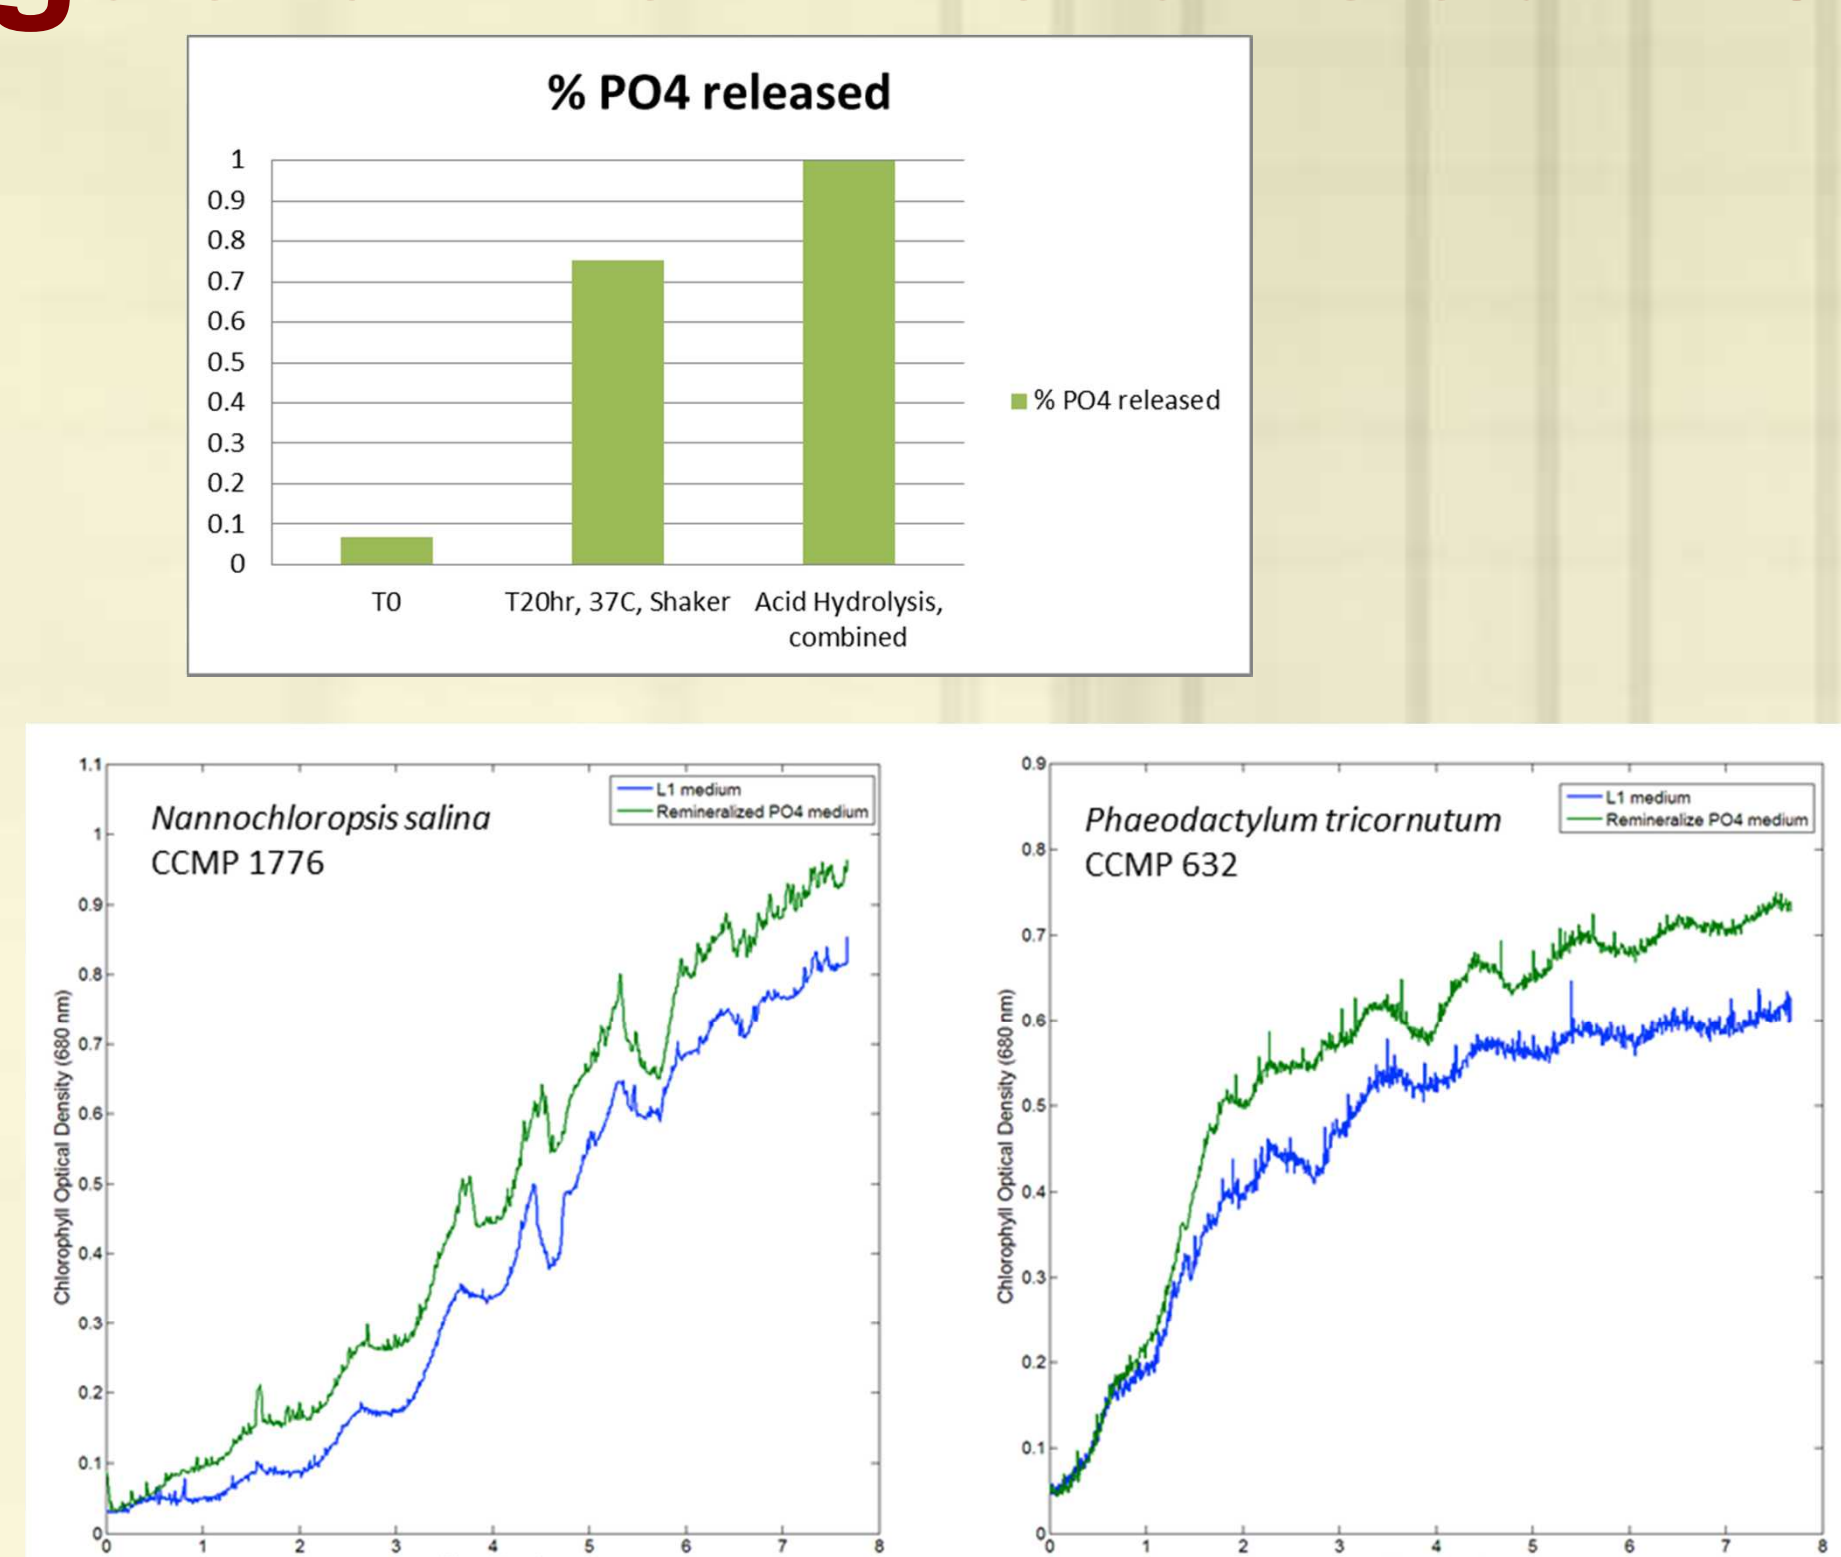 % PO4 released
1
0.9
0.8
0.7
0.6
0.5
0.4
0.3
0.2
0.1
0
T0
T20hr, 37C, Shaker
Acid Hydrolysis,
combined
% PO4 released
1.1
1
0.9
0.8
0.7
0.6
0.5
0.4
0.3
0.2
0.1
0
Chlorophyll Optical Density (680 nm)
Nannochloropsis salina
CCMP 1776
L1 medium
Remineralized PO4 medium
0 1 2 3 4 5 6 7 8
0.9
0.8
0.7
0.6
0.5
0.4
0.3
0.2
0.1
0
Chlorophyll Optical Density (680 nm)
Phaeodactylum tricornutum
CCMP 632
L1 medium
Remineralize PO4 medium
0 1 2 3 4 5 6 7 8